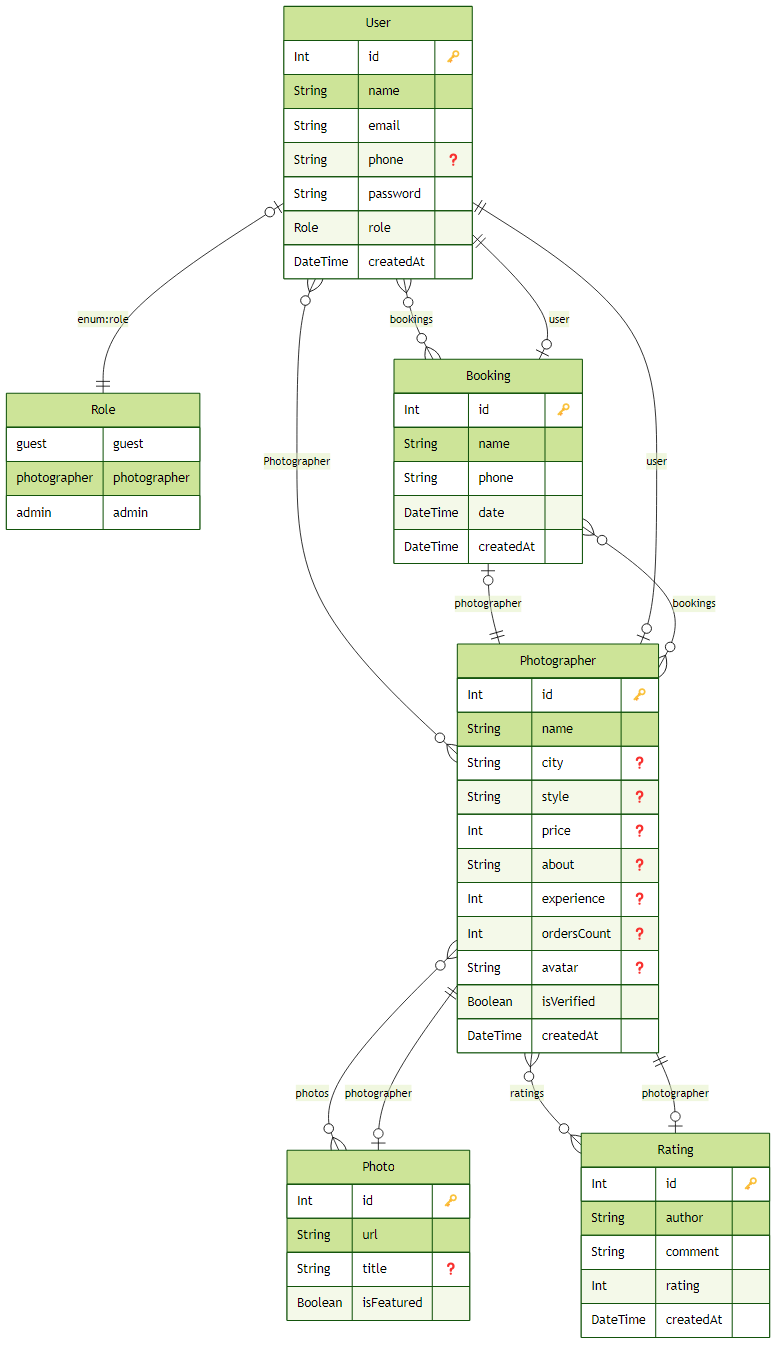 User
Int id
String name
String email
String phone ❓
String password
Role role
DateTime createdAt
enum:role
bookings
user
Role
guest guest
photographer photographer
admin admin
Photographer
user
Booking
Int id
String name
String phone
DateTime date
DateTime createdAt
photographer
bookings
Photographer
Int id
String name
String city ❓
String style ❓
Int price ❓
String about ❓
Int experience ❓
Int ordersCount ❓
String avatar ❓
Boolean isVerified
DateTime createdAt
photos
photographer
ratings
photographer
Photo
Int id
String url
String title ❓
Boolean isFeatured
Rating
Int id
String author
String comment
Int rating
DateTime createdAt